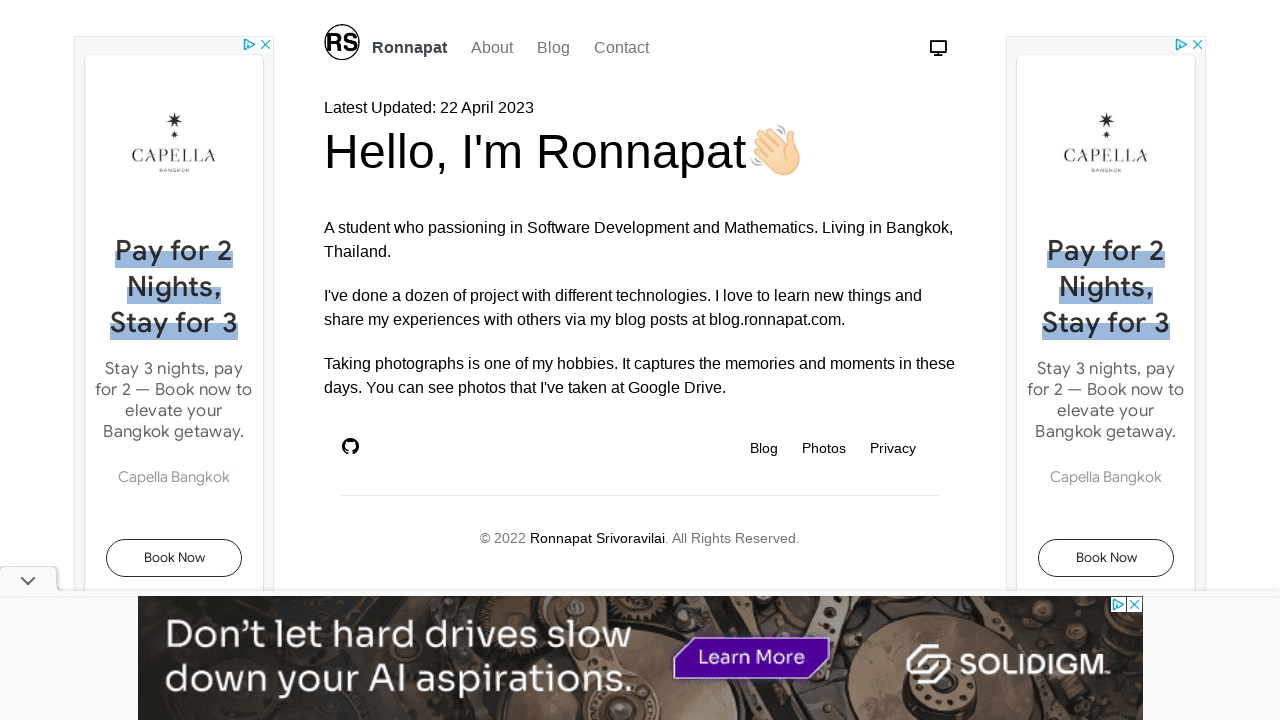 RS Ronnapat About Blog Contact
Latest Updated: 22 April 2023
Hello, I'm Ronnapat👋🏻
A student who passioning in Software Development and Mathematics. Living in Bangkok,
Thailand.
I've done a dozen of project with different technologies. I love to learn new things and
share my experiences with others via my blog posts at blog.ronnapat.com.
Taking photographs is one of my hobbies. It captures the memories and moments in these
days. You can see photos that I've taken at Google Drive.
Blog Photos Privacy
© 2022 Ronnapat Srivoravilai. All Rights Reserved.
CAPELLA
BANGKOK
Pay for 2
Nights,
Stay for 3
Stay 3 nights, pay
for 2 — Book now to
elevate your
Bangkok getaway.
Capella Bangkok
Book Now
CAPELLA
BANGKOK
Pay for 2
Nights,
Stay for 3
Stay 3 nights, pay
for 2 — Book now to
elevate your
Bangkok getaway.
Capella Bangkok
Book Now
Don't let hard drives slow
down your AI aspirations.
Learn More
SOLIDIGM